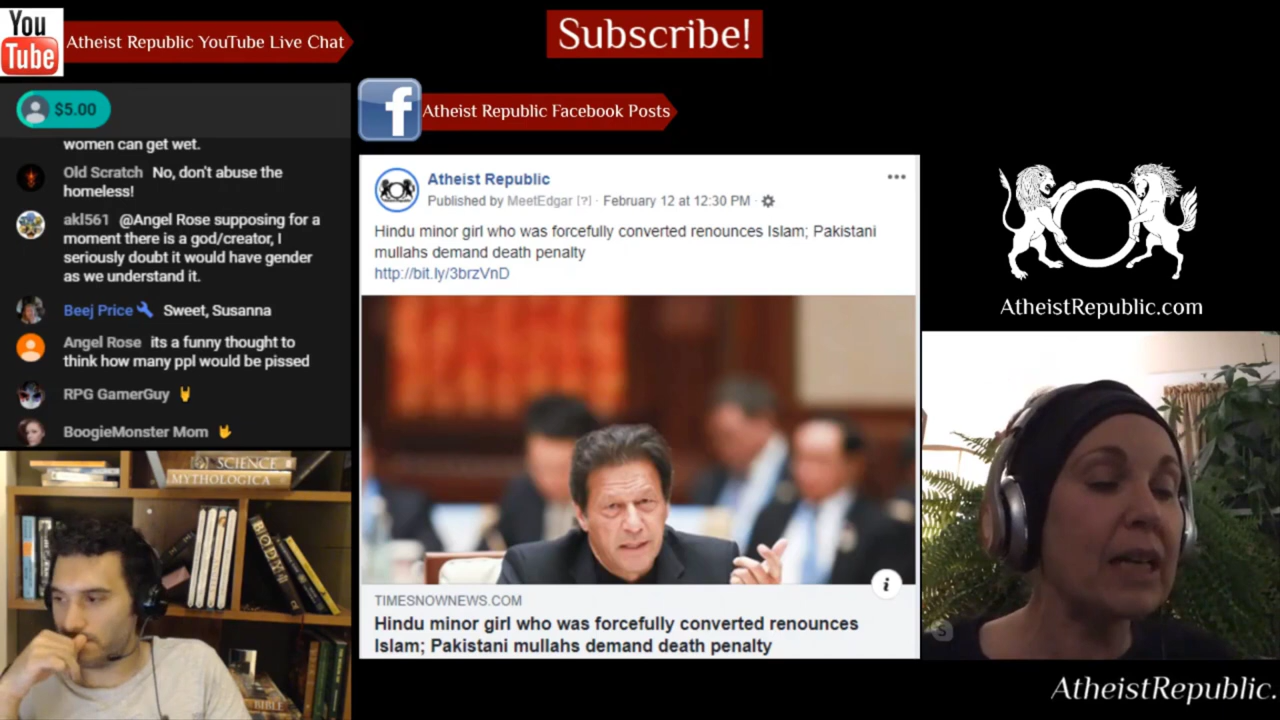 You
Tube
Atheist Republic YouTube Live Chat
Subscribe!
$5.00
women can get wet.
Old Scratch No, don't abuse the
homeless!
akl561 @Angel Rose supposing for a
moment there is a god/creator, I
seriously doubt it would have gender
as we understand it.
Beej Price Sweet, Susanna
Angel Rose its a funny thought to
think how many ppl would be pissed
RPG GamerGuy 🤘
BoogieMonster Mom 🤟
f
Atheist Republic Facebook Posts
Atheist Republic
Published by MeetEdgar [?] · February 12 at 12:30 PM ·
Hindu minor girl who was forcefully converted renounces Islam; Pakistani
mullahs demand death penalty
http://bit.ly/3brzVnD
i
TIMESNOWNEWS.COM
Hindu minor girl who was forcefully converted renounces
Islam; Pakistani mullahs demand death penalty
AtheistRepublic.com
S
SCIENCE
MYTHOLOGICA
BIBLE
AtheistRepublic.